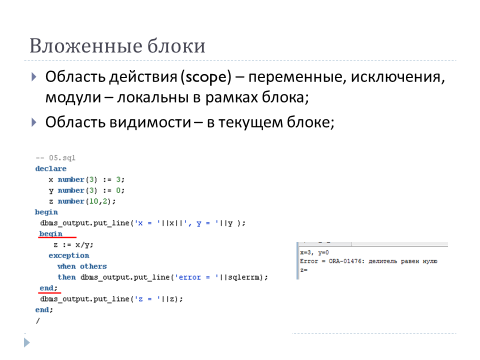 Вложенные блоки
Область действия (scope) – переменные, исключения,
модули – локальны в рамках блока;
Область видимости – в текущем блоке;
-- 05.sql
declare
x number(3) := 3;
y number(3) := 0;
z number(10,2);
begin
dbms_output.put_line('x = '||x||', y = '||y );
begin
z := x/y;
exception
when others
then dbms_output.put_line('error = '||sqlerrm);
end;
dbms_output.put_line('z = '||z);
end;
/
x=3, y=0
Error = ORA-01476: делитель равен нулю
z=